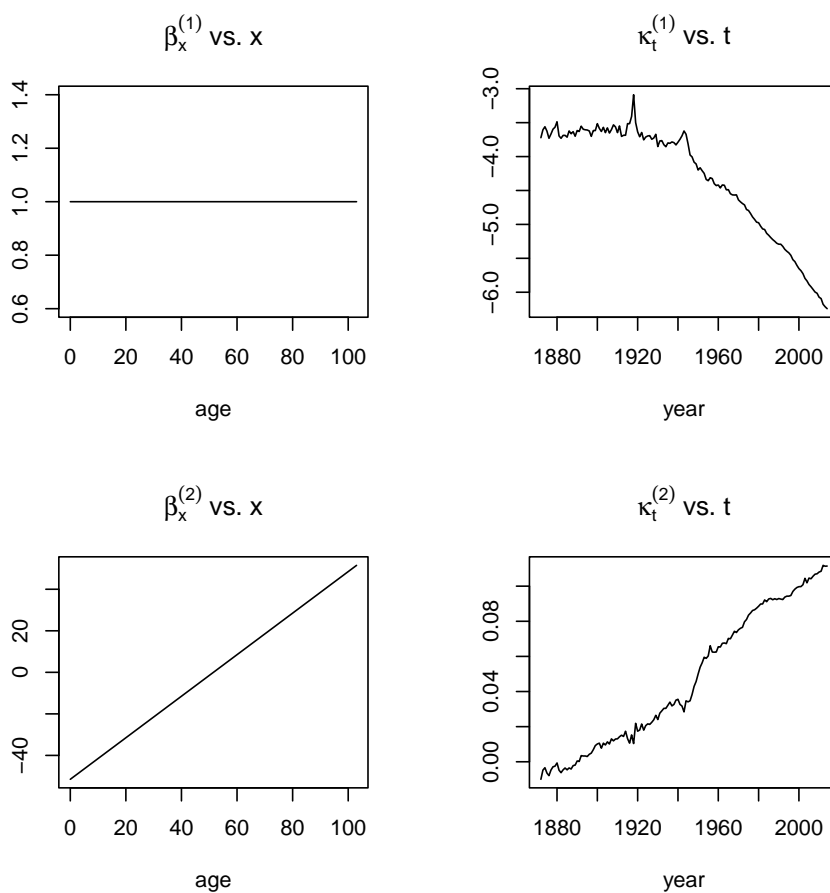 β_x^(1) vs. x
1.4
1.2
1.0
0.8
0.6
0 20 40 60 80 100
age
κ_t^(1) vs. t
−3.0
−4.0
−5.0
−6.0
1880 1920 1960 2000
year
β_x^(2) vs. x
20
0
−40
0 20 40 60 80 100
age
κ_t^(2) vs. t
0.08
0.04
0.00
1880 1920 1960 2000
year